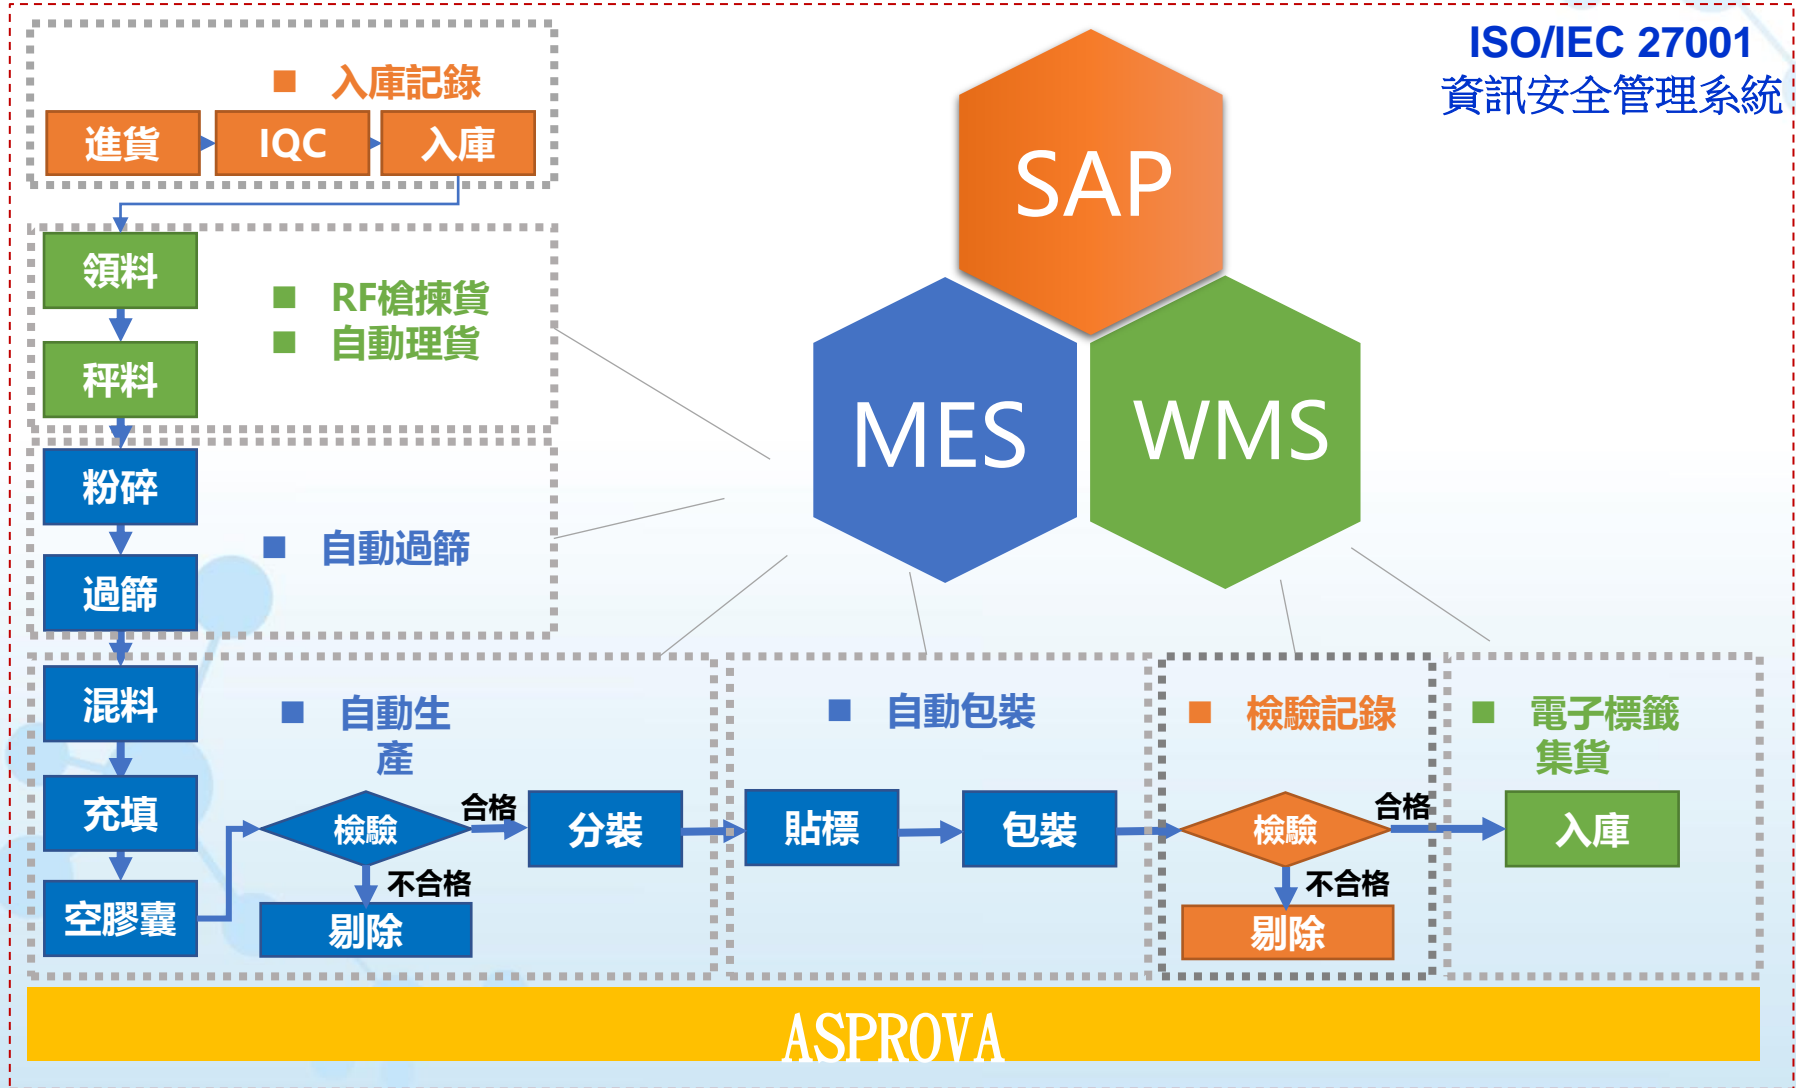 ISO/IEC 27001
資訊安全管理系統
■ 入庫記錄
進貨
IQC
入庫
SAP
MES
WMS
領料
秤料
■ RF槍揀貨
■ 自動理貨
粉碎
過篩
■ 自動過篩
混料
充填
空膠囊
■ 自動生
產
檢驗
合格
不合格
剔除
分裝
■ 自動包裝
貼標
包裝
■ 檢驗記錄
檢驗
合格
不合格
剔除
■ 電子標籤
集貨
入庫
ASPROVA